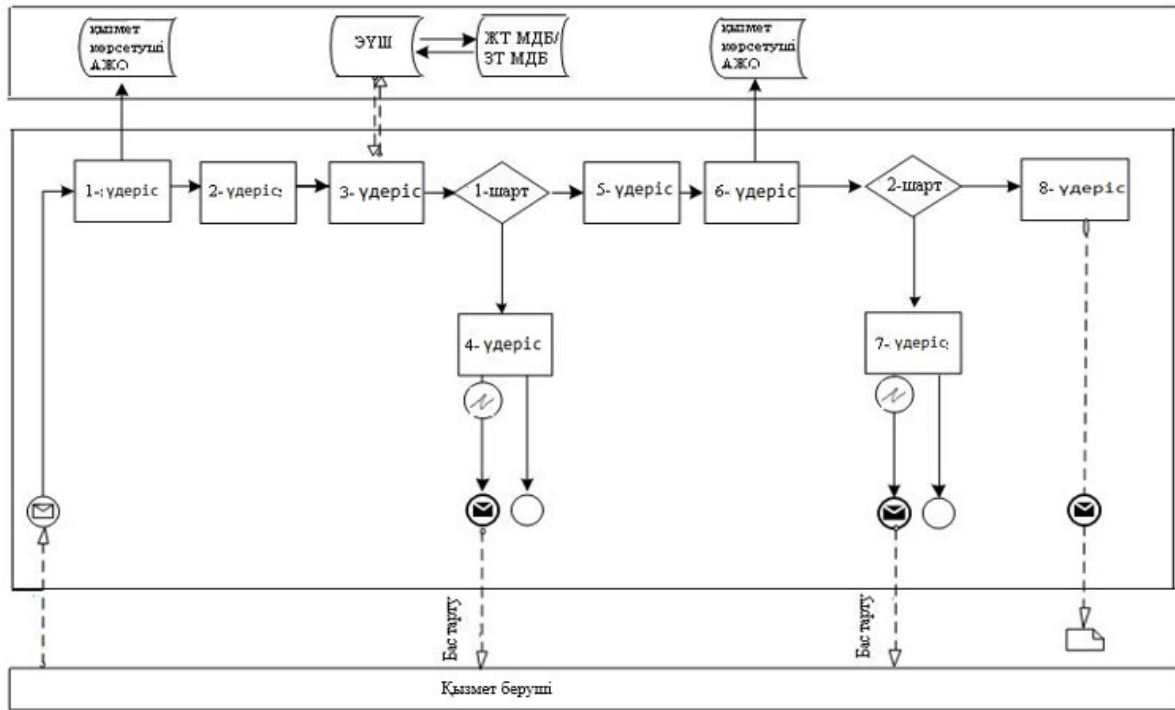 қызмет
көрсетуші
АЖО
ЭҮШ
ЖТ МДБ/
ЗТ МДБ
қызмет
көрсетуші
АЖО
1-:үдеріс
2-үдеріс:
3- үдеріс
1-шарт
5-үдеріс
6- үдеріс
2-шарт
8- үдеріс
4- үдеріс
7- үдеріс:
Бас тарту
Бас тарту
Қызмет беруші